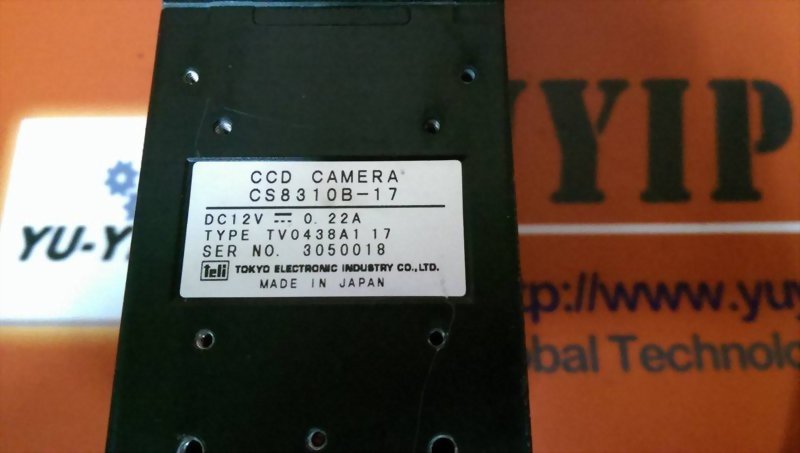 CCD CAMERA
CS8310B-17
DC12V ⎓ 0.22A
TYPE TV0438A1 17
SER NO. 3050018
teli TOKYO ELECTRONIC INDUSTRY CO.,LTD.
MADE IN JAPAN
YU-Y
YYIP
p://www.yuy
obal Technolo